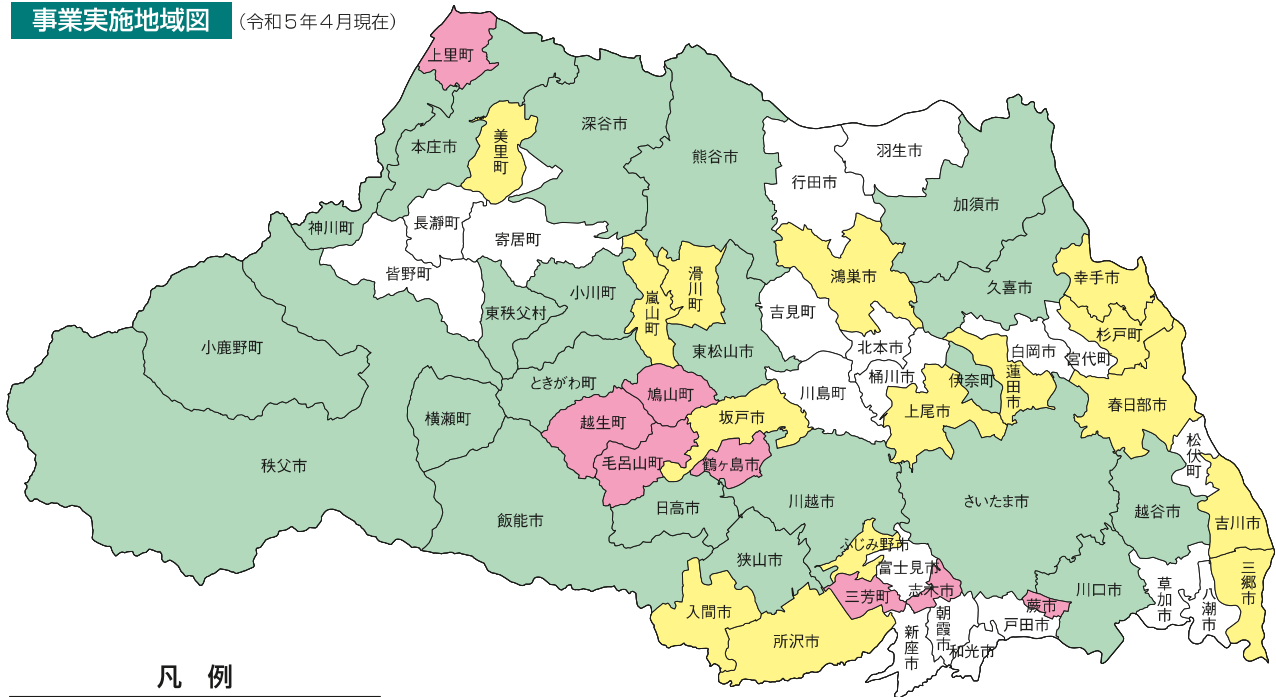 事業実施地域図 (令和5年4月現在)
上里町
本庄市
美里町
深谷市
熊谷市
行田市
羽生市
加須市
神川町
長瀞町
寄居町
皆野町
小鹿野町
東秩父村
小川町
嵐山町
滑川町
東松山市
吉見町
鴻巣市
久喜市
幸手市
杉戸町
宮代町
白岡市
北本市
桶川市
伊奈町
蓮田市
上尾市
春日部市
ときがわ町
鳩山町
川島町
横瀬町
越生町
坂戸市
松伏町
秩父市
毛呂山町
鶴ヶ島市
飯能市
日高市
川越市
さいたま市
越谷市
吉川市
狭山市
ふじみ野市
富士見市
志木市
三芳町
川口市
蕨市
戸田市
草加市
八潮市
三郷市
入間市
所沢市
新座市
朝霞市
和光市
凡 例